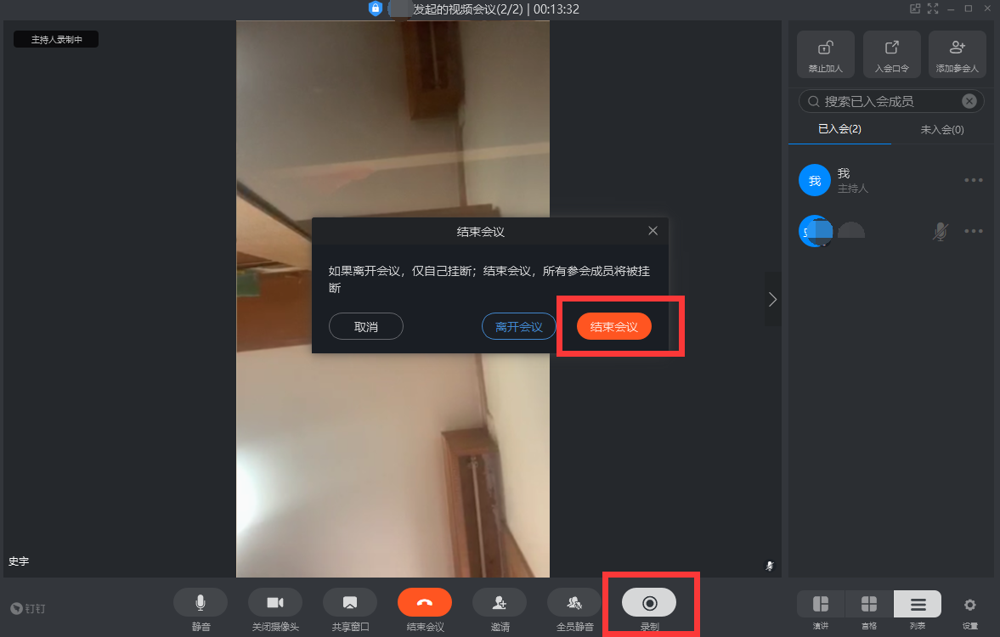 发起的视频会议(2/2) | 00:13:32
主持人录制中
禁止加人
入会口令
添加参会人
搜索已入会成员
已入会(2)
未入会(0)
我
我
主持人
结束会议
如果离开会议，仅自己挂断；结束会议，所有参会成员将被挂
断
取消
离开会议
结束会议
史宇
钉钉
静音
关闭摄像头
共享窗口
结束会议
邀请
全员静音
录制
演讲
宫格
列表
设置